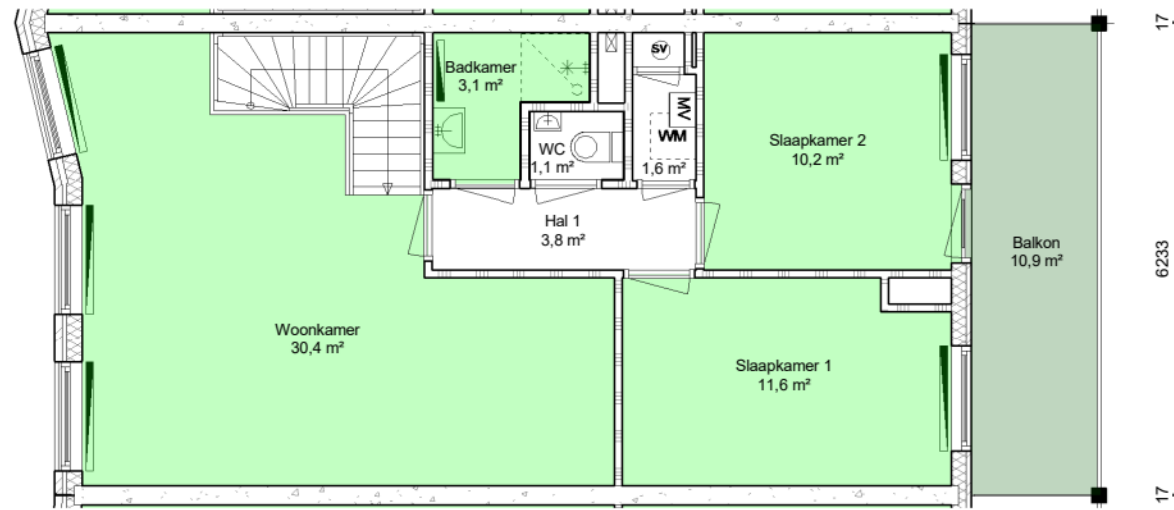 17
Badkamer
3,1 m²
SV
MV
WM
WC
1,1 m²
1,6 m²
Slaapkamer 2
10,2 m²
Hal 1
3,8 m²
Balkon
10,9 m²
6233
Woonkamer
30,4 m²
Slaapkamer 1
11,6 m²
17